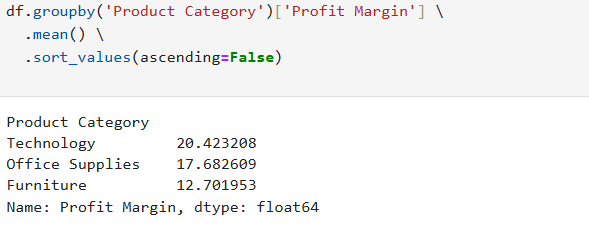 df.groupby('Product Category')['Profit Margin'] \
  .mean() \
  .sort_values(ascending=False)
Product Category
Technology         20.423208
Office Supplies    17.682609
Furniture          12.701953
Name: Profit Margin, dtype: float64